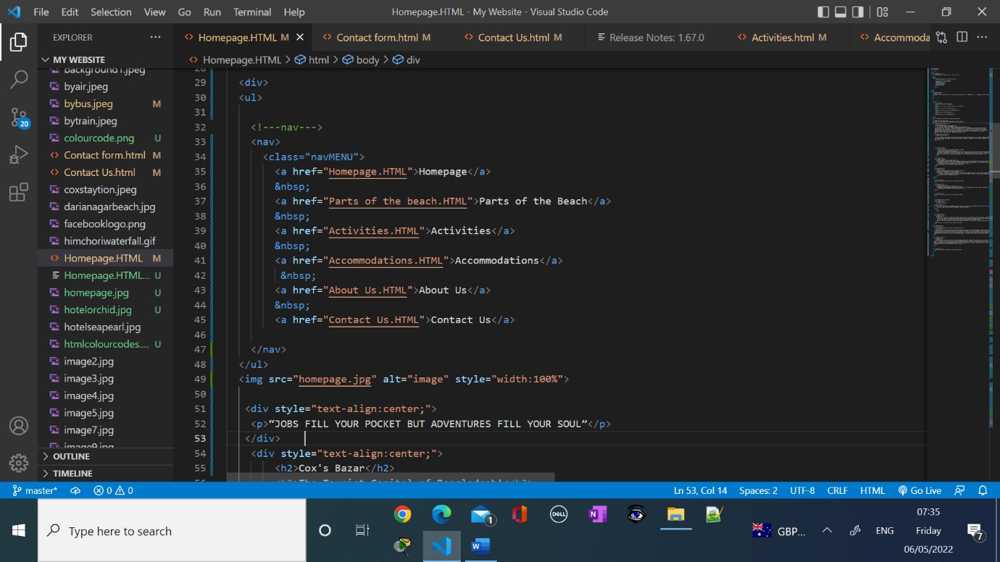 File Edit Selection View Go Run Terminal Help Homepage.HTML - My Website - Visual Studio Code
EXPLORER ··· Homepage.HTML M Contact form.html M Contact Us.html M Release Notes: 1.67.0 Activities.html M Accommoda
MY WEBSITE
Homepage.HTML > html > body > div
background1.jpeg
byair.jpeg
bybus.jpeg M
bytrain.jpeg
colourcode.png U
Contact form.html M
Contact Us.html M
coxstaytion.jpeg
darianagarbeach.jpg
facebooklogo.png
himchoriwaterfall.gif
Homepage.HTML M
Homepage.HTML... U
homepage.jpg U
hotelorchid.jpg U
hotelseapearl.jpg
htmlcolourcodes.... U
image2.jpg
image3.jpg
image4.jpg
image5.jpg
image7.jpg
image9.jpg
OUTLINE
TIMELINE
20
28
29 <div>
30 <ul>
31
32 <!---nav--->
33 <nav>
34 <class="navMENU">
35 <a href="Homepage.HTML">Homepage</a>
36 &nbsp;
37 <a href="Parts of the beach.HTML">Parts of the Beach</a>
38 &nbsp;
39 <a href="Activities.HTML">Activities</a>
40 &nbsp;
41 <a href="Accommodations.HTML">Accommodations</a>
42 &nbsp;
43 <a href="About Us.HTML">About Us</a>
44 &nbsp;
45 <a href="Contact Us.HTML">Contact Us</a>
46
47 </nav>
48 </ul>
49 <img src="homepage.jpg" alt="image" style="width:100%">
50
51 <div style="text-align:center;">
52 <p>“JOBS FILL YOUR POCKET BUT ADVENTURES FILL YOUR SOUL”</p>
53 </div>
54 <div style="text-align:center;">
55 <h2>Cox's Bazar</h2>
56 The Tourist Capital of Bangladesh!
master* 0 0 Ln 53, Col 14 Spaces: 2 UTF-8 CRLF HTML Go Live
Type here to search
DELL
1
GBP... ENG
07:35
Friday
06/05/2022
7